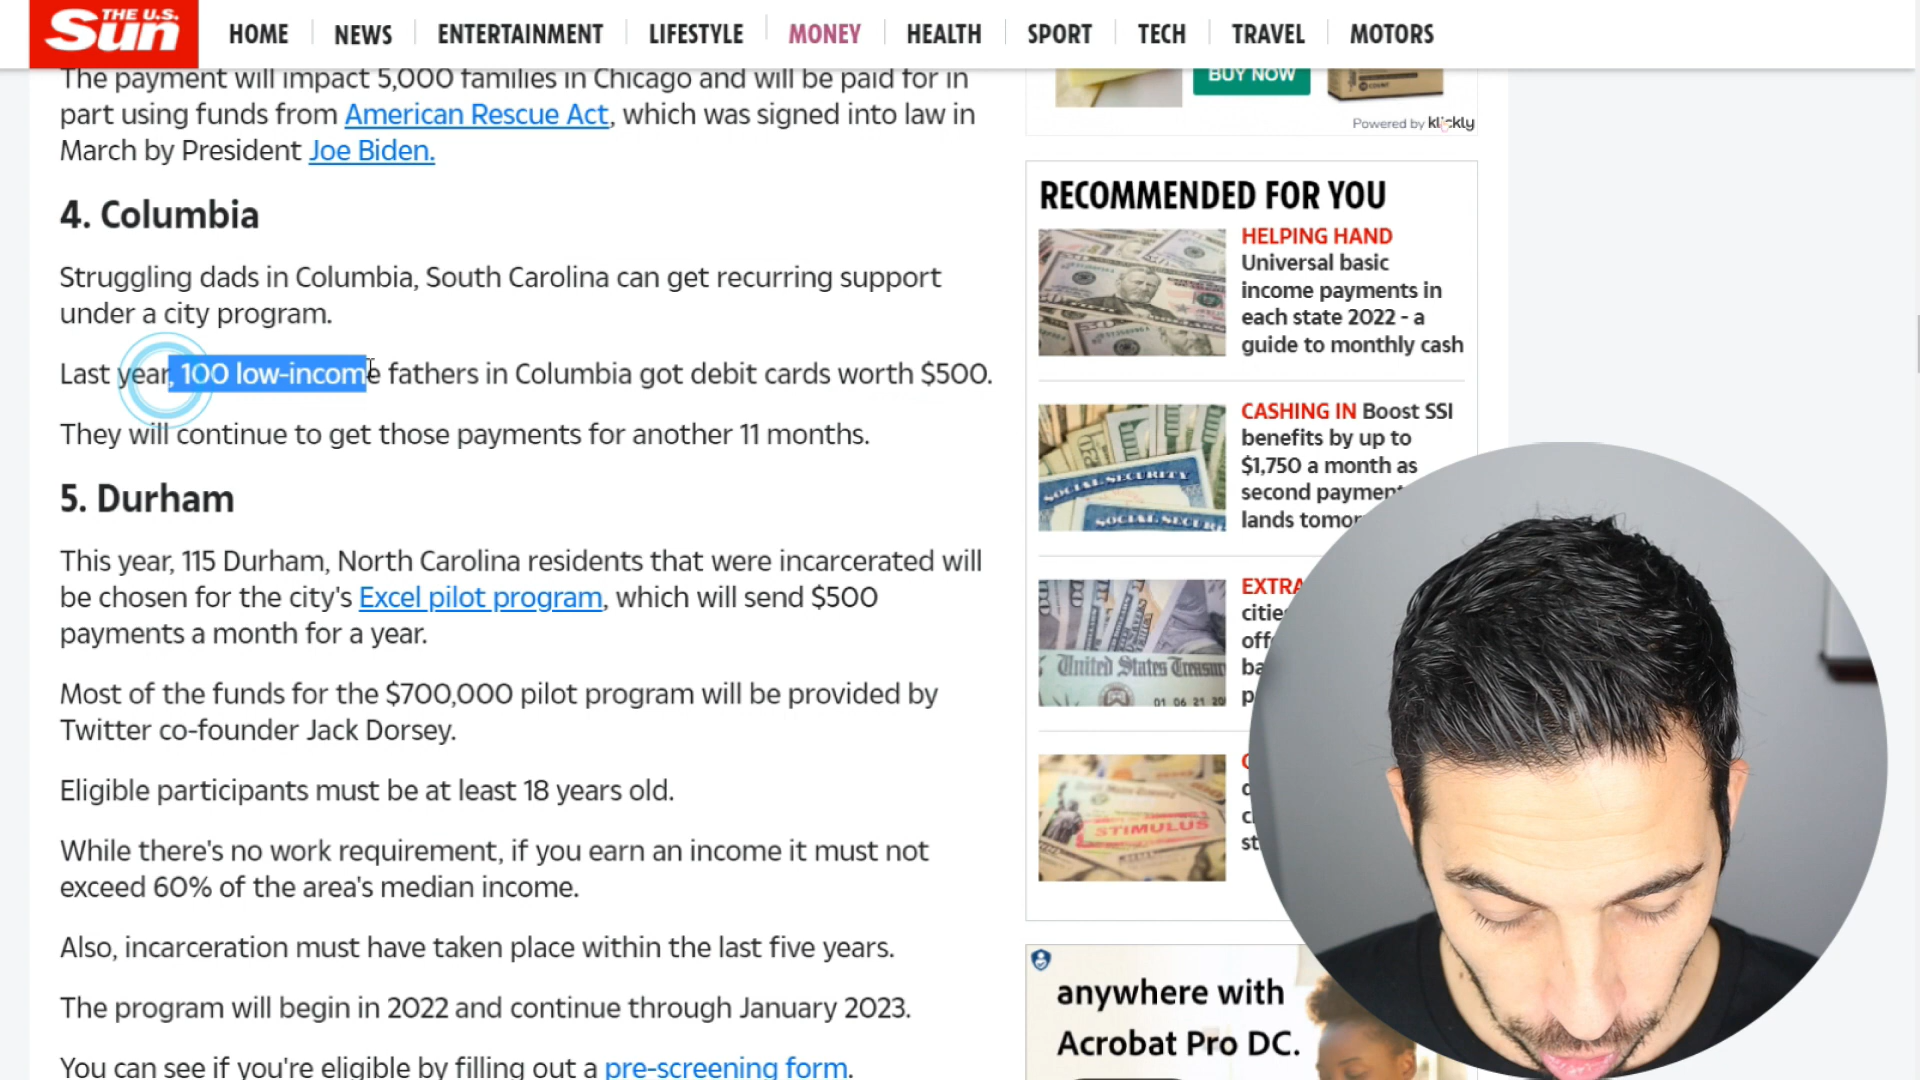 THE U.S.
Sun
HOME
NEWS
ENTERTAINMENT
LIFESTYLE
MONEY
HEALTH
SPORT
TECH
TRAVEL
MOTORS
The payment will impact 5,000 families in Chicago and will be paid for in
part using funds from American Rescue Act, which was signed into law in
March by President Joe Biden.
4. Columbia
Struggling dads in Columbia, South Carolina can get recurring support
under a city program.
Last year, 100 low-income fathers in Columbia got debit cards worth $500.
They will continue to get those payments for another 11 months.
5. Durham
This year, 115 Durham, North Carolina residents that were incarcerated will
be chosen for the city's Excel pilot program, which will send $500
payments a month for a year.
Most of the funds for the $700,000 pilot program will be provided by
Twitter co-founder Jack Dorsey.
Eligible participants must be at least 18 years old.
While there's no work requirement, if you earn an income it must not
exceed 60% of the area's median income.
Also, incarceration must have taken place within the last five years.
The program will begin in 2022 and continue through January 2023.
You can see if you're eligible by filling out a pre-screening form.
BUY NOW
Powered by klickly
RECOMMENDED FOR YOU
HELPING HAND
Universal basic
income payments in
each state 2022 - a
guide to monthly cash
CASHING IN Boost SSI
benefits by up to
$1,750 a month as
second payment
lands tomor
SOCIAL SECURITY
SOCIAL SECURI
EXTRA
citie
off
ba
p
United States Treasur
01 06 21
STIMULUS
d
c
st
anywhere with
Acrobat Pro DC.